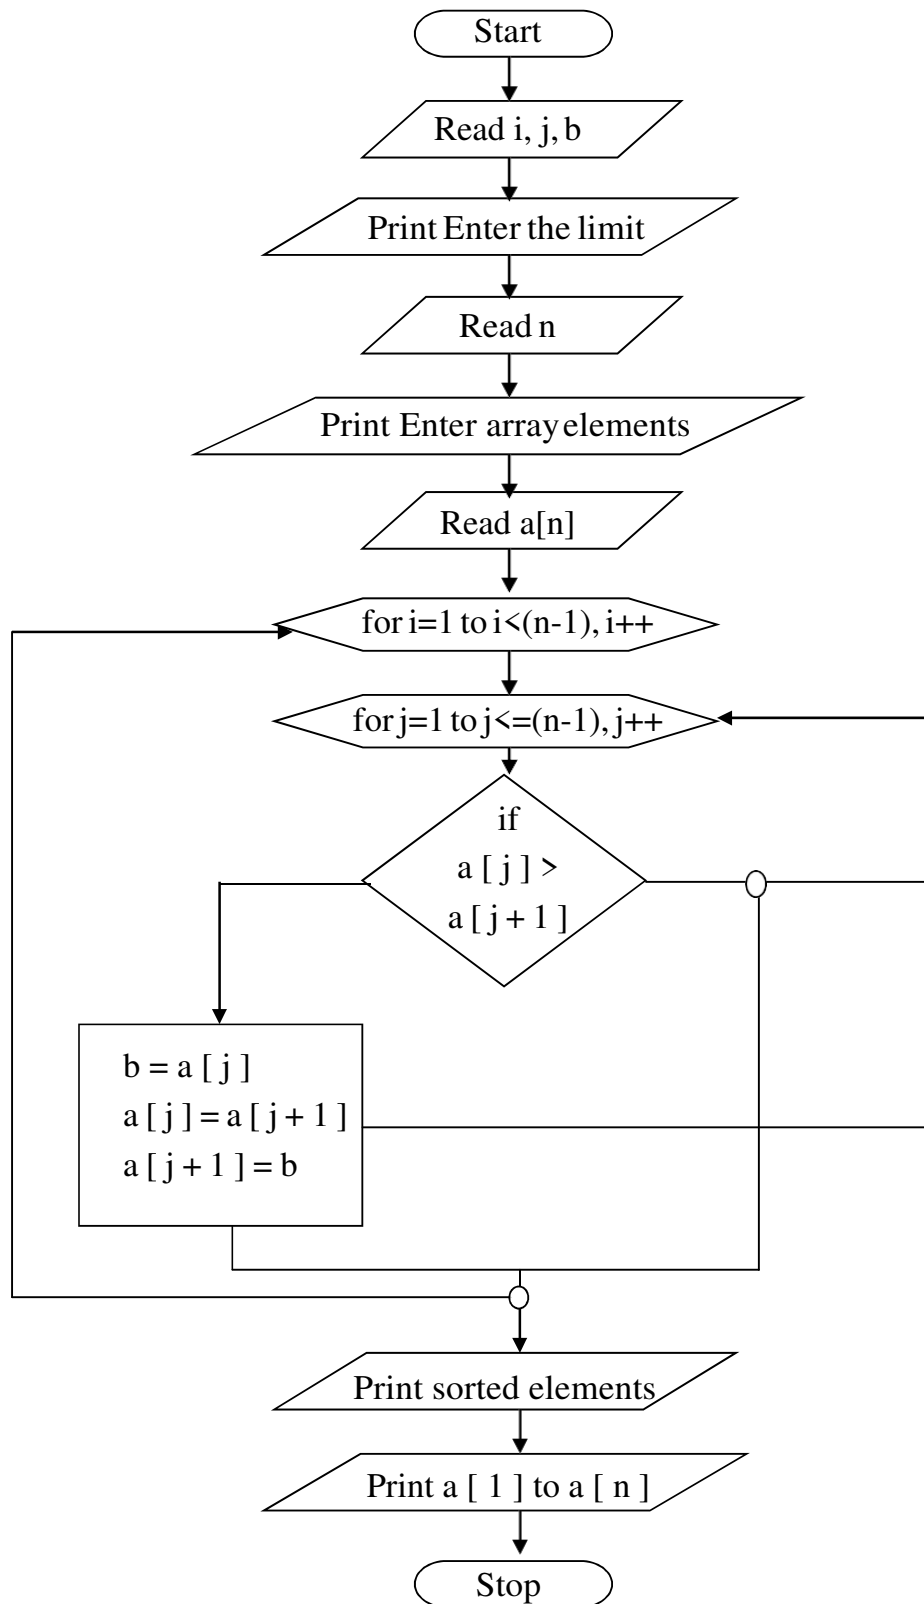 Start
Read i, j, b
Print Enter the limit
Read n
Print Enter array elements
Read a[n]
for i=1 to i<(n-1), i++
for j=1 to j<=(n-1), j++
if
a [ j ] >
a [ j + 1 ]
b = a [ j ]
a [ j ] = a [ j + 1 ]
a [ j + 1 ] = b
Print sorted elements
Print a [ 1 ] to a [ n ]
Stop